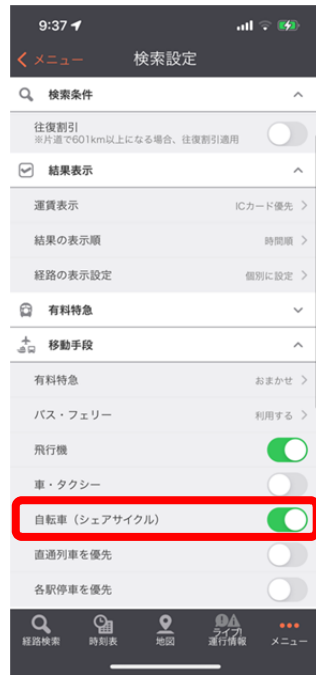 9:37
メニュー
検索設定
検索条件
往復割引
※片道で601km以上になる場合、往復割引適用
結果表示
運賃表示
ICカード優先
結果の表示順
時間順
経路の表示設定
個別に設定
有料特急
移動手段
有料特急
おまかせ
バス・フェリー
利用する
飛行機
車・タクシー
自転車（シェアサイクル）
直通列車を優先
各駅停車を優先
経路検索
時刻表
地図
ライブ!
運行情報
メニュー